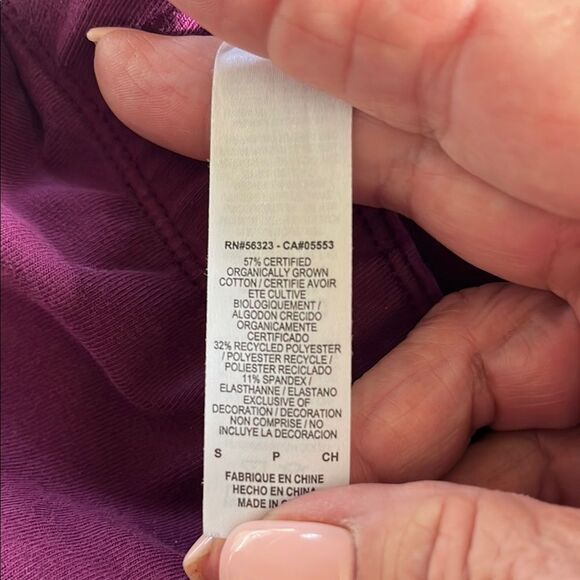 RN#56323 - CA#05553
57% CERTIFIED
ORGANICALLY GROWN
COTTON / CERTIFIE AVOIR
ETE CULTIVE
BIOLOGIQUEMENT /
ALGODON CRECIDO
ORGANICAMENTE
CERTIFICADO
32% RECYCLED POLYESTER
/ POLYESTER RECYCLE /
POLIESTER RECICLADO
11% SPANDEX /
ELASTHANNE / ELASTANO
EXCLUSIVE OF
DECORATION / DECORATION
NON COMPRISE / NO
INCLUYE LA DECORACION
S P CH
FABRIQUE EN CHINE
HECHO EN CHINA
MADE IN